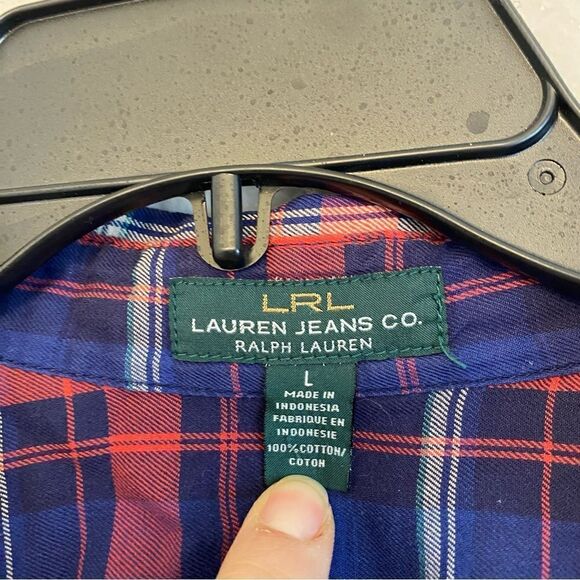 LRL
LAUREN JEANS CO.
RALPH LAUREN
L
MADE IN
INDONESIA
FABRIQUE EN
INDONESIE
100% COTTON/
COTON